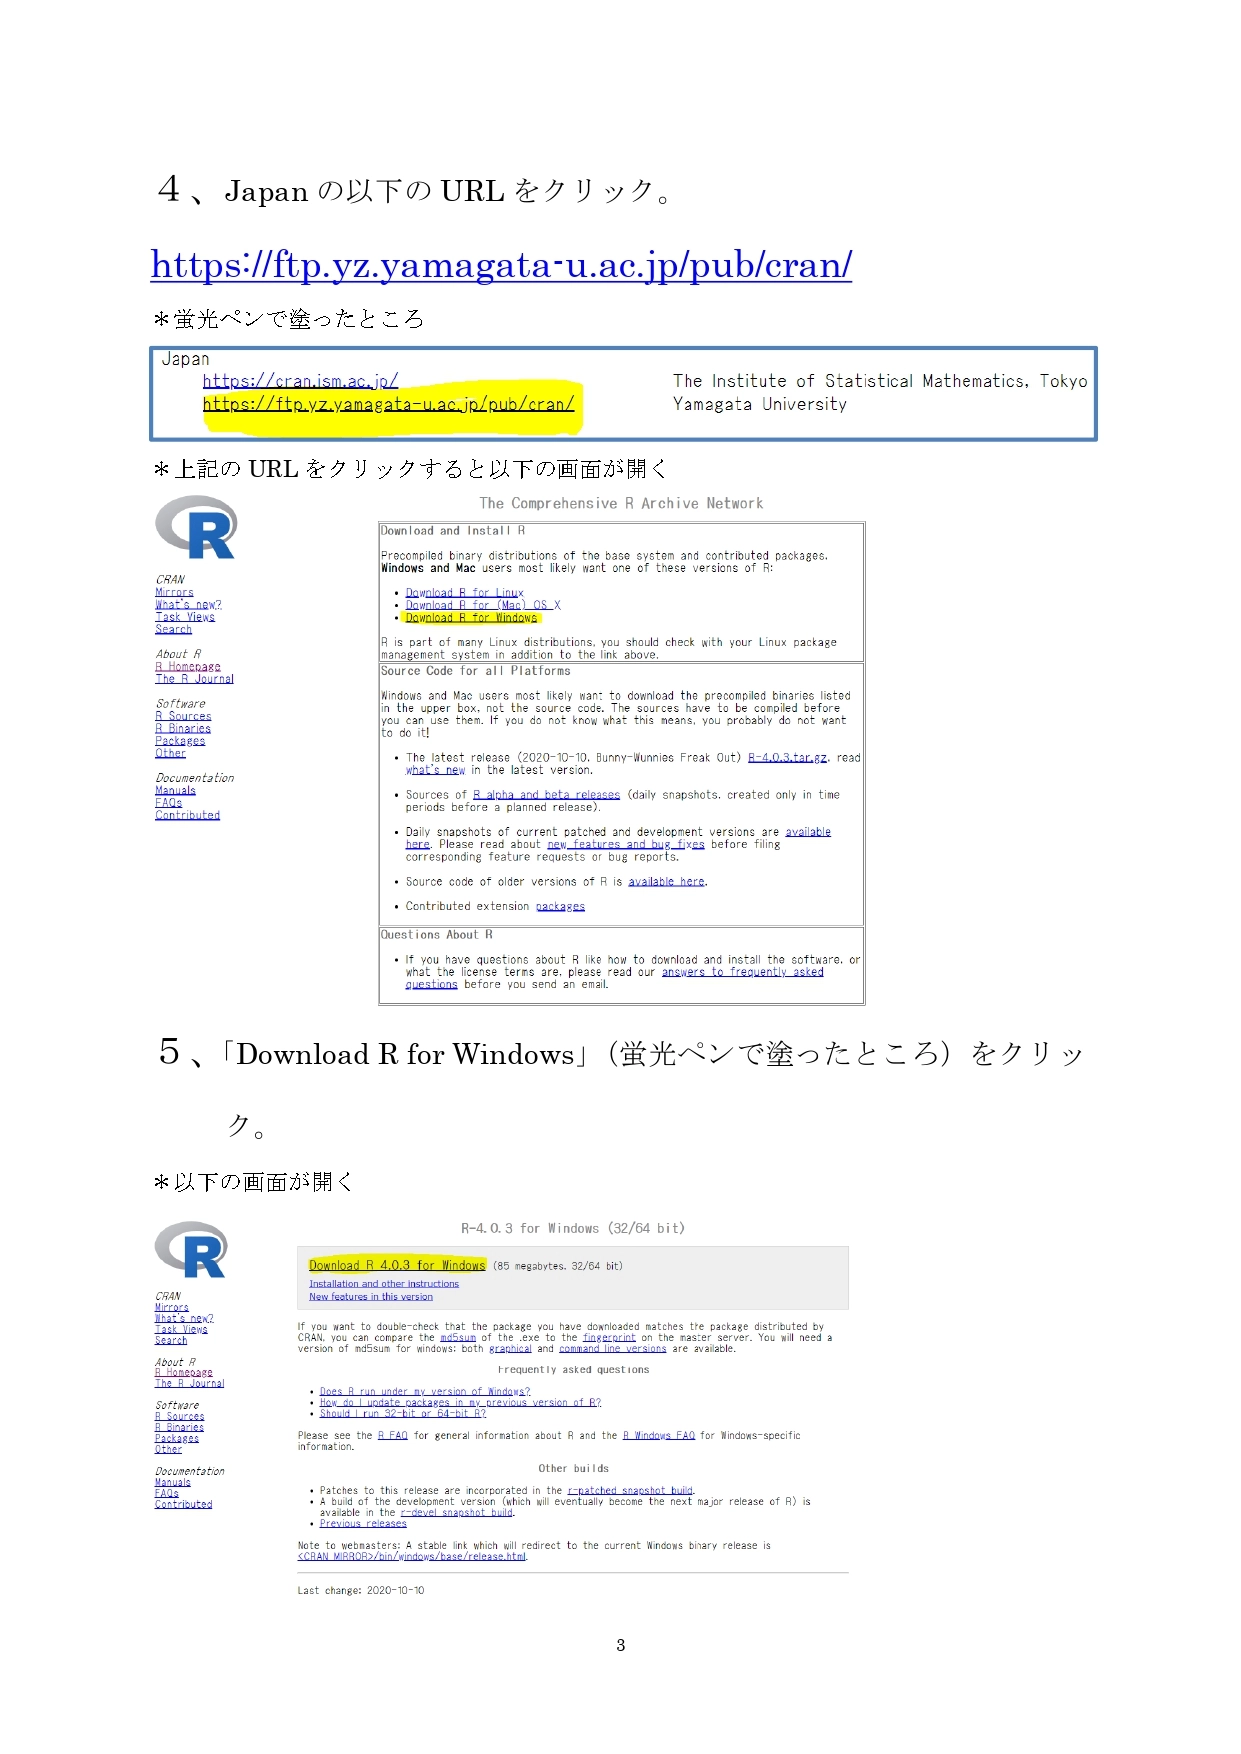 ４、Japan の以下の URL をクリック。
https://ftp.yz.yamagata-u.ac.jp/pub/cran/
＊蛍光ペンで塗ったところ
Japan
https://cran.ism.ac.jp/ The Institute of Statistical Mathematics, Tokyo
https://ftp.yz.yamagata-u.ac.jp/pub/cran/ Yamagata University
＊上記の URL をクリックすると以下の画面が開く
R
CRAN
Mirrors
What's new?
Task Views
Search
About R
R Homepage
The R Journal
Software
R Sources
R Binaries
Packages
Other
Documentation
Manuals
FAQs
Contributed
The Comprehensive R Archive Network
Download and Install R
Precompiled binary distributions of the base system and contributed packages,
Windows and Mac users most likely want one of these versions of R:
• Download R for Linux
• Download R for (Mac) OS X
• Download R for Windows
R is part of many Linux distributions, you should check with your Linux package
management system in addition to the link above.
Source Code for all Platforms
Windows and Mac users most likely want to download the precompiled binaries listed
in the upper box, not the source code. The sources have to be compiled before
you can use them. If you do not know what this means, you probably do not want
to do it!
• The latest release (2020-10-10, Bunny-Wunnies Freak Out) R-4.0.3.tar.gz, read
what's new in the latest version.
• Sources of R alpha and beta releases (daily snapshots, created only in time
periods before a planned release).
• Daily snapshots of current patched and development versions are available
here. Please read about new features and bug fixes before filing
corresponding feature requests or bug reports.
• Source code of older versions of R is available here.
• Contributed extension packages
Questions About R
• If you have questions about R like how to download and install the software, or
what the license terms are, please read our answers to frequently asked
questions before you send an email.
５、「Download R for Windows」（蛍光ペンで塗ったところ）をクリッ
ク。
＊以下の画面が開く
R
CRAN
Mirrors
What's new?
Task Views
Search
About R
R Homepage
The R Journal
Software
R Sources
R Binaries
Packages
Other
Documentation
Manuals
FAQs
Contributed
R-4.0.3 for Windows (32/64 bit)
Download R 4.0.3 for Windows (85 megabytes, 32/64 bit)
Installation and other instructions
New features in this version
If you want to double-check that the package you have downloaded matches the package distributed by
CRAN, you can compare the md5sum of the .exe to the fingerprint on the master server. You will need a
version of md5sum for windows: both graphical and command line versions are available.
Frequently asked questions
• Does R run under my version of Windows?
• How do I update packages in my previous version of R?
• Should I run 32-bit or 64-bit R?
Please see the R FAQ for general information about R and the R Windows FAQ for Windows-specific
information.
Other builds
• Patches to this release are incorporated in the r-patched snapshot build.
• A build of the development version (which will eventually become the next major release of R) is
available in the r-devel snapshot build.
• Previous releases
Note to webmasters: A stable link which will redirect to the current Windows binary release is
<CRAN MIRROR>/bin/windows/base/release.html.
Last change: 2020-10-10
3